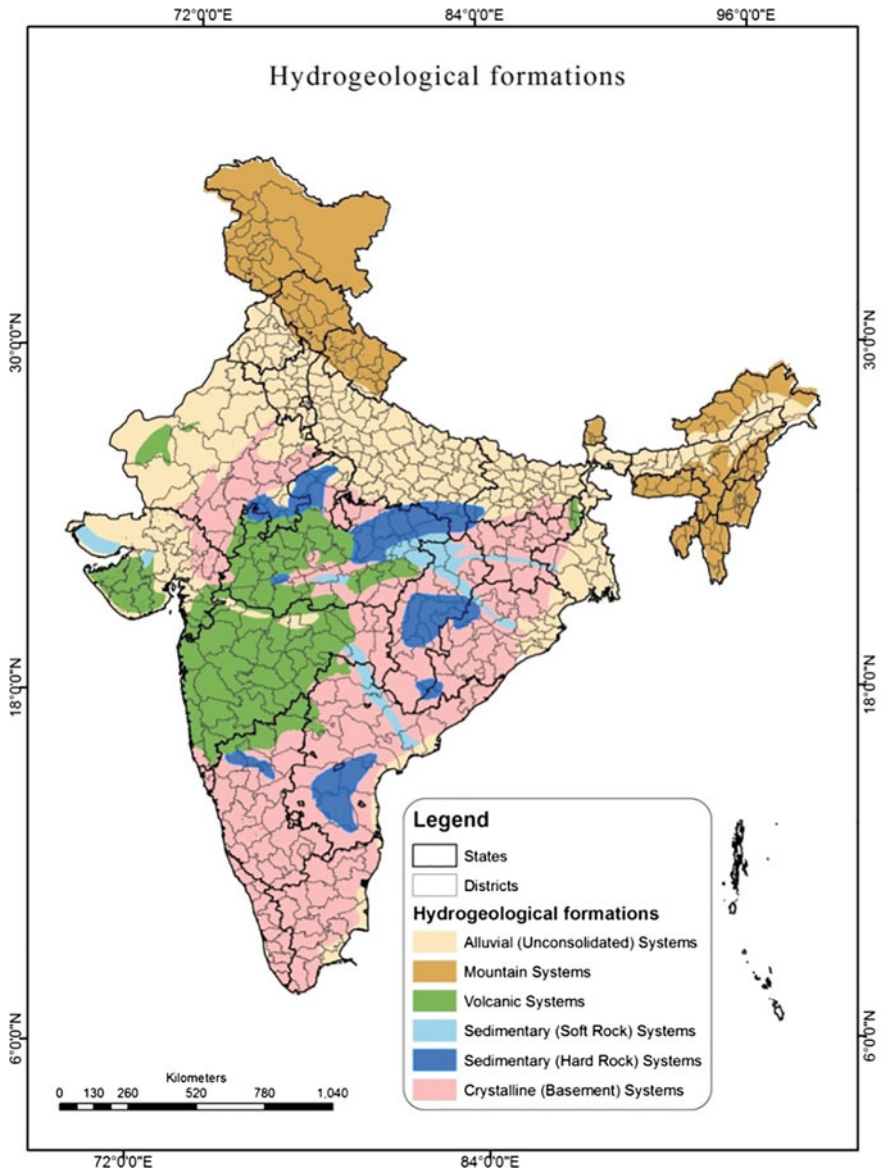 72°0'0"E 84°0'0"E 96°0'0"E
Hydrogeological formations
30°0'0"N 30°0'0"N
18°0'0"N 18°0'0"N
6°0'0"N 6°0'0"N
Legend
States
Districts
Hydrogeological formations
Alluvial (Unconsolidated) Systems
Mountain Systems
Volcanic Systems
Sedimentary (Soft Rock) Systems
Sedimentary (Hard Rock) Systems
Crystalline (Basement) Systems
Kilometers
0 130 260 520 780 1,040
72°0'0"E 84°0'0"E